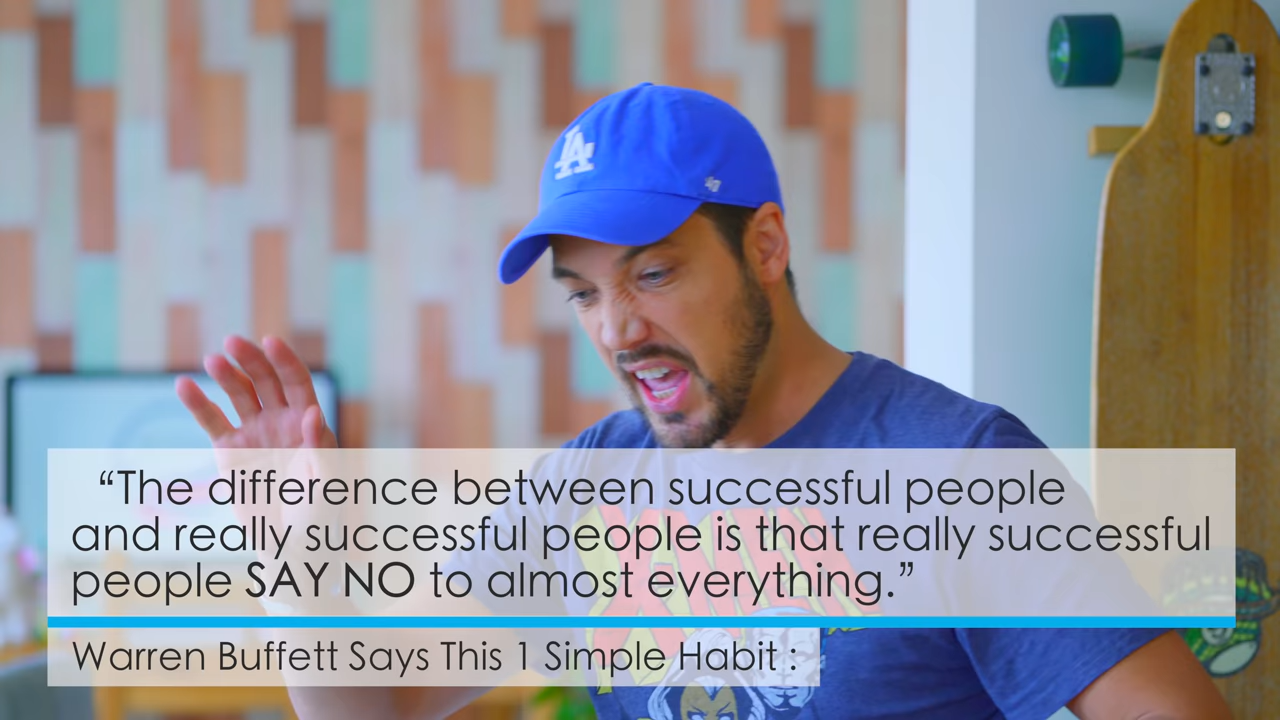 LA
“The difference between successful people
and really successful people is that really successful
people SAY NO to almost everything.”
Warren Buffett Says This 1 Simple Habit :